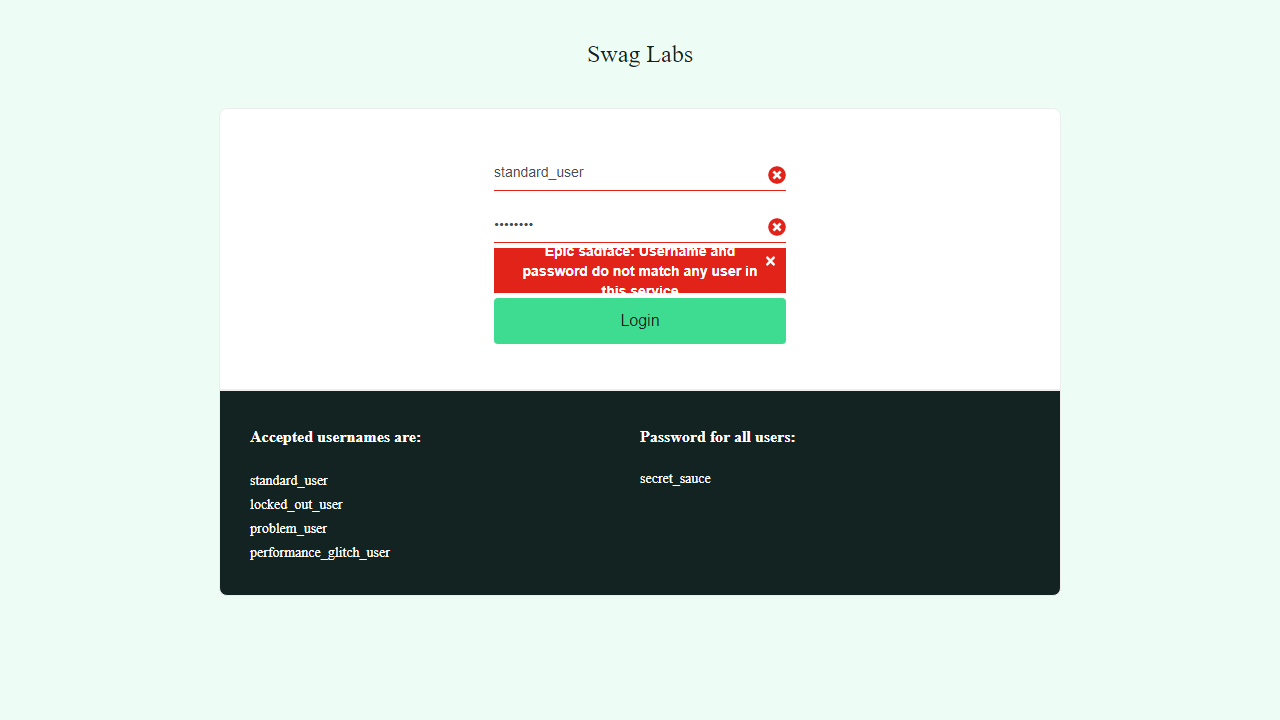 Swag Labs
standard_user
••••••••
Epic sadface: Username and
password do not match any user in
this service
Login
Accepted usernames are:
standard_user
locked_out_user
problem_user
performance_glitch_user
Password for all users:
secret_sauce